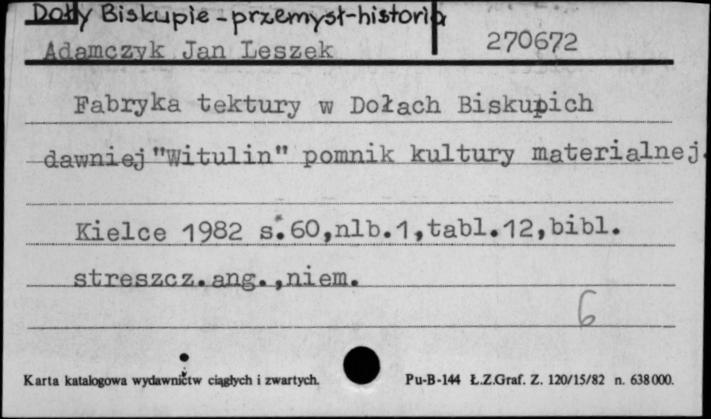 Doły Biskupie - przemysł - historia
Adamczyk Jan Leszek 270672
Fabryka tektury w Dołach Biskupich
dawniej "Witulin" pomnik kultury materialnej.
Kielce 1982 s. 60, nlb. 1, tabl. 12, bibl.
streszcz. ang., niem.
6
Karta katalogowa wydawnictw ciągłych i zwartych. Pu-B-144 Ł.Z.Graf. Z. 120/15/82 n. 638000.